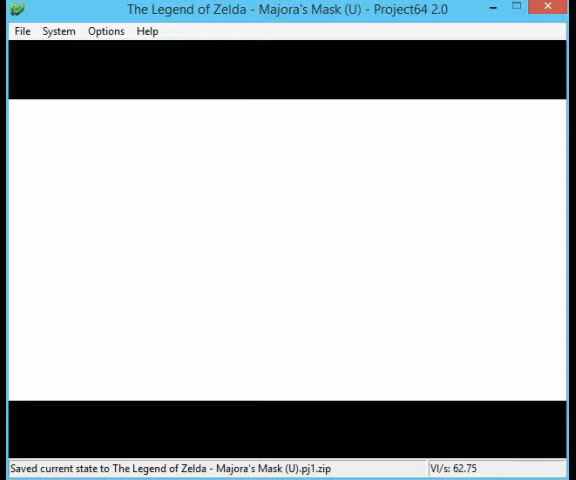 The Legend of Zelda - Majora's Mask (U) - Project64 2.0
File System Options Help
Saved current state to The Legend of Zelda - Majora's Mask (U).pj1.zip VI/s: 62.75